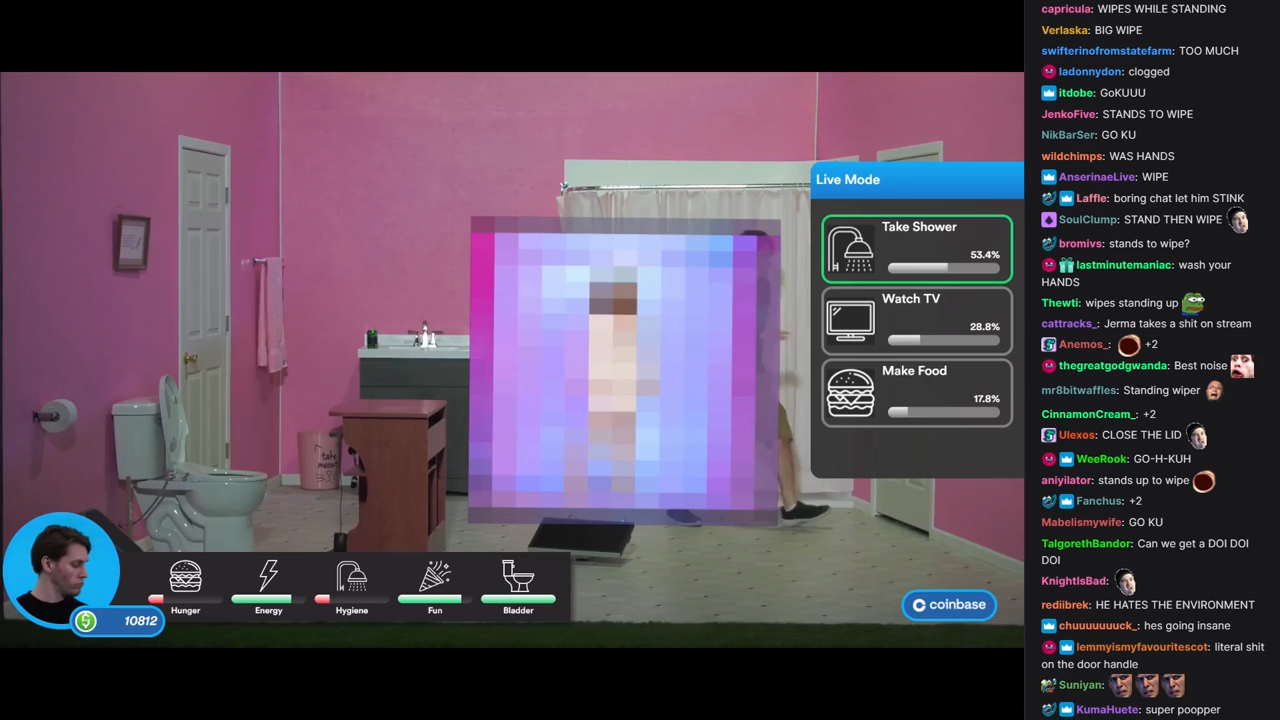 Live Mode
Take Shower
53.4%
Watch TV
28.8%
Make Food
17.8%
take
Hunger
Energy
Hygiene
Fun
Bladder
10812
coinbase
capricula: WIPES WHILE STANDING
Verlaska: BIG WIPE
swifterinofromstatefarm: TOO MUCH
ladonnydon: clogged
itdobe: GoKUUU
JenkoFive: STANDS TO WIPE
NikBarSer: GO KU
wildchimps: WAS HANDS
AnserinaeLive: WIPE
Laffle: boring chat let him STINK
SoulClump: STAND THEN WIPE
bromivs: stands to wipe?
lastminutemaniac: wash your
HANDS
Thewti: wipes standing up
cattracks_: Jerma takes a shit on stream
Anemos_: +2
thegreatgodgwanda: Best noise
mr8bitwaffles: Standing wiper
CinnamonCream_: +2
Ulexos: CLOSE THE LID
WeeRook: GO-H-KUH
aniyilator: stands up to wipe
Fanchus: +2
Mabelismywife: GO KU
TalgorethBandor: Can we get a DOI DOI
DOI
KnightIsBad:
rediibrek: HE HATES THE ENVIRONMENT
chuuuuuuuck_: hes going insane
lemmyismyfavouritescot: literal shit
on the door handle
Suniyan:
KumaHuete: super poopper